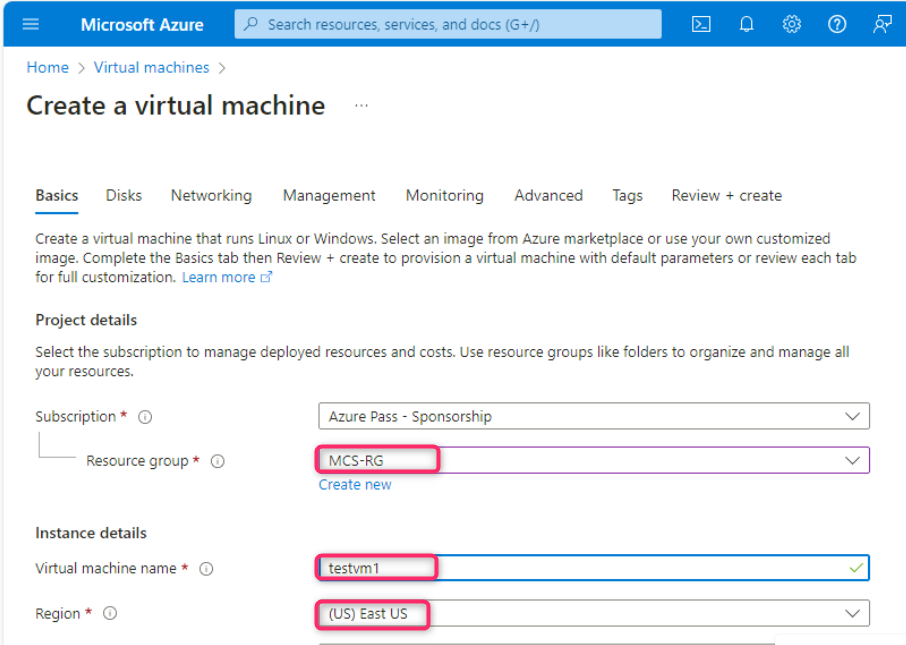 Microsoft Azure
Search resources, services, and docs (G+/)
Home > Virtual machines >
Create a virtual machine ...
Basics Disks Networking Management Monitoring Advanced Tags Review + create
Create a virtual machine that runs Linux or Windows. Select an image from Azure marketplace or use your own customized
image. Complete the Basics tab then Review + create to provision a virtual machine with default parameters or review each tab
for full customization. Learn more
Project details
Select the subscription to manage deployed resources and costs. Use resource groups like folders to organize and manage all
your resources.
Subscription * Azure Pass - Sponsorship
Resource group * MCS-RG
Create new
Instance details
Virtual machine name * testvm1
Region * (US) East US